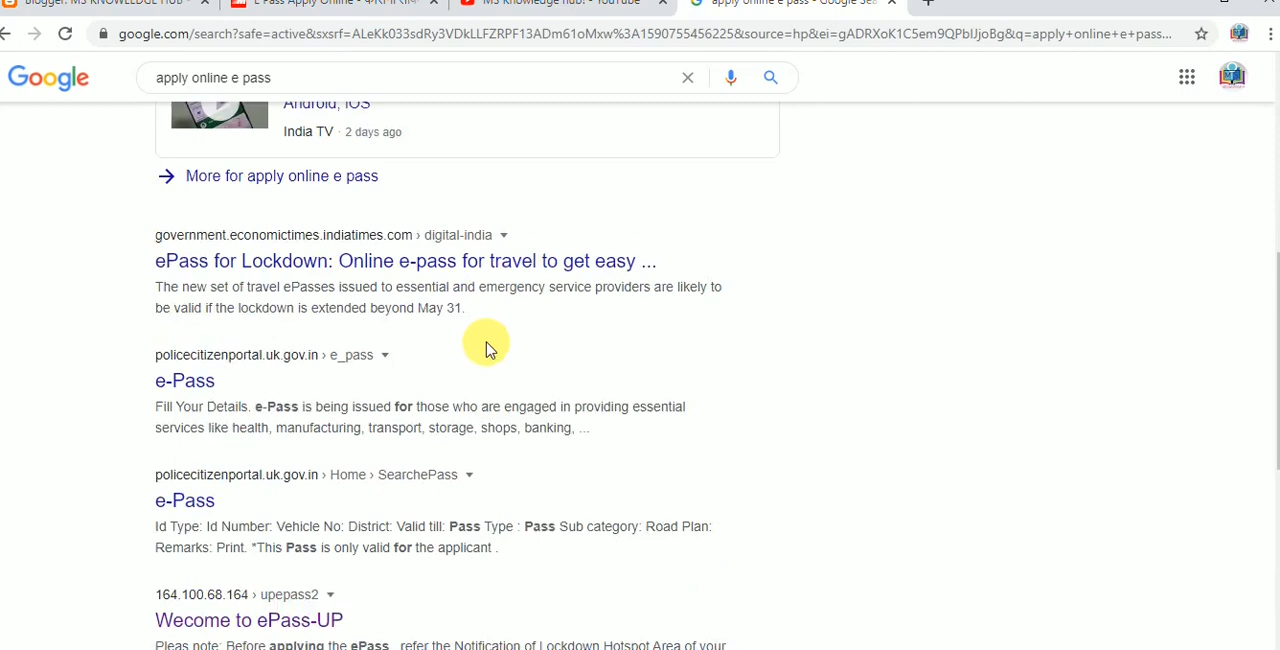 Blogger: MS KNOWLEDGE HUB -
E Pass Apply Online -
MS Knowledge hub! - YouTube
apply online e pass - Google Sea
google.com/search?safe=active&sxsrf=ALeKk033sdRy3VDkLLFZRPF13ADm61oMxw%3A1590755456225&source=hp&ei=gADRXoK1C5em9QPbIJjoBg&q=apply+online+e+pass...
Google
apply online e pass
Android, iOS
India TV · 2 days ago
More for apply online e pass
government.economictimes.indiatimes.com › digital-india
ePass for Lockdown: Online e-pass for travel to get easy ...
The new set of travel ePasses issued to essential and emergency service providers are likely to
be valid if the lockdown is extended beyond May 31.
policecitizenportal.uk.gov.in › e_pass
e-Pass
Fill Your Details. e-Pass is being issued for those who are engaged in providing essential
services like health, manufacturing, transport, storage, shops, banking, ...
policecitizenportal.uk.gov.in › Home › SearchePass
e-Pass
Id Type: Id Number: Vehicle No: District: Valid till: Pass Type : Pass Sub category: Road Plan:
Remarks: Print. *This Pass is only valid for the applicant .
164.100.68.164 › upepass2
Wecome to ePass-UP
Pleas note: Before applying the ePass , refer the Notification of Lockdown Hotspot Area of your